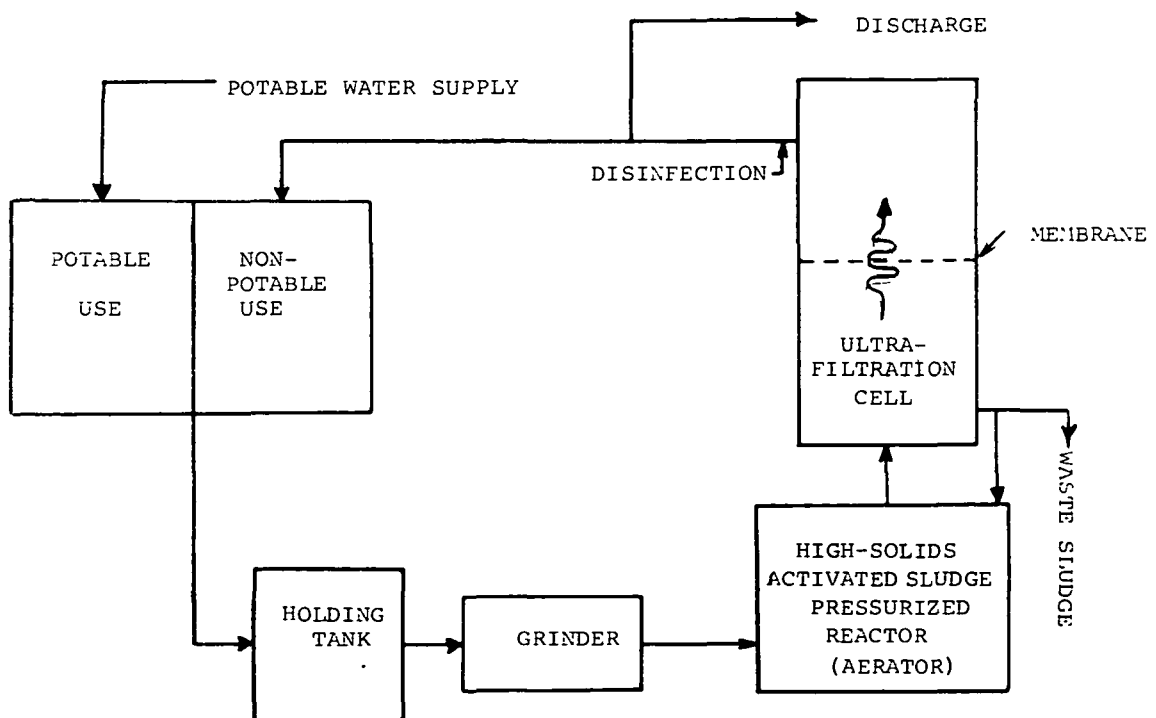 DISCHARGE
POTABLE WATER SUPPLY
DISINFECTION
MEMBRANE
POTABLE
USE
NON-
POTABLE
USE
ULTRA-
FILTRATION
CELL
WASTE SLUDGE
HOLDING
TANK
GRINDER
HIGH-SOLIDS
ACTIVATED SLUDGE
PRESSURIZED
REACTOR
(AERATOR)